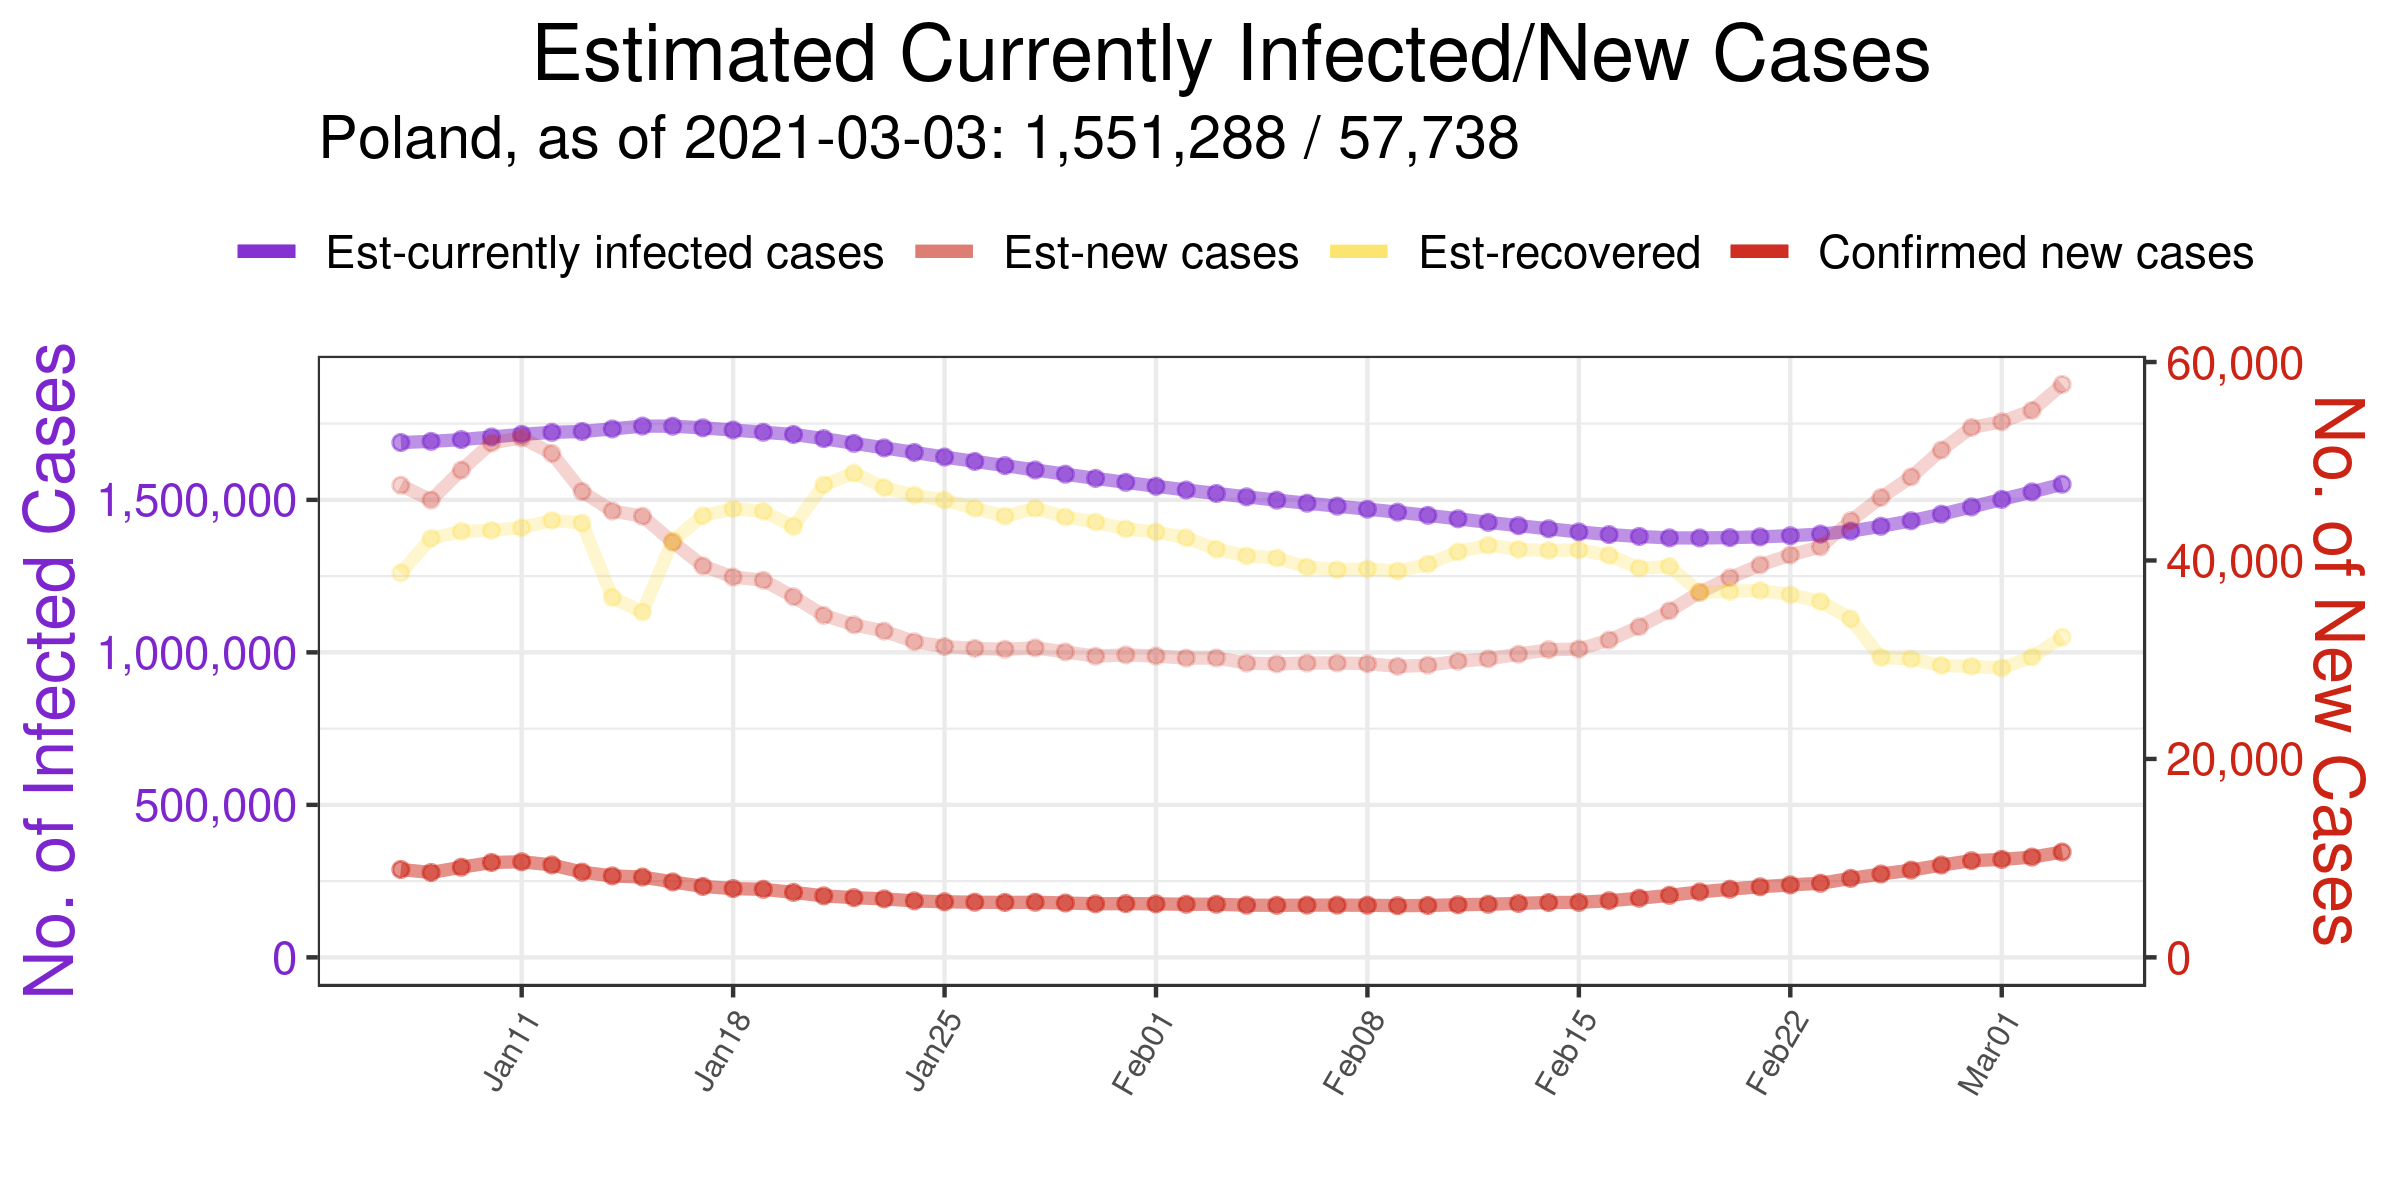 Estimated Currently Infected/New Cases
Poland, as of 2021-03-03: 1,551,288 / 57,738
Est-currently infected cases Est-new cases Est-recovered Confirmed new cases
No. of Infected Cases
1,500,000
1,000,000
500,000
0
60,000
40,000
20,000
0
No. of New Cases
Jan11 Jan18 Jan25 Feb01 Feb08 Feb15 Feb22 Mar01